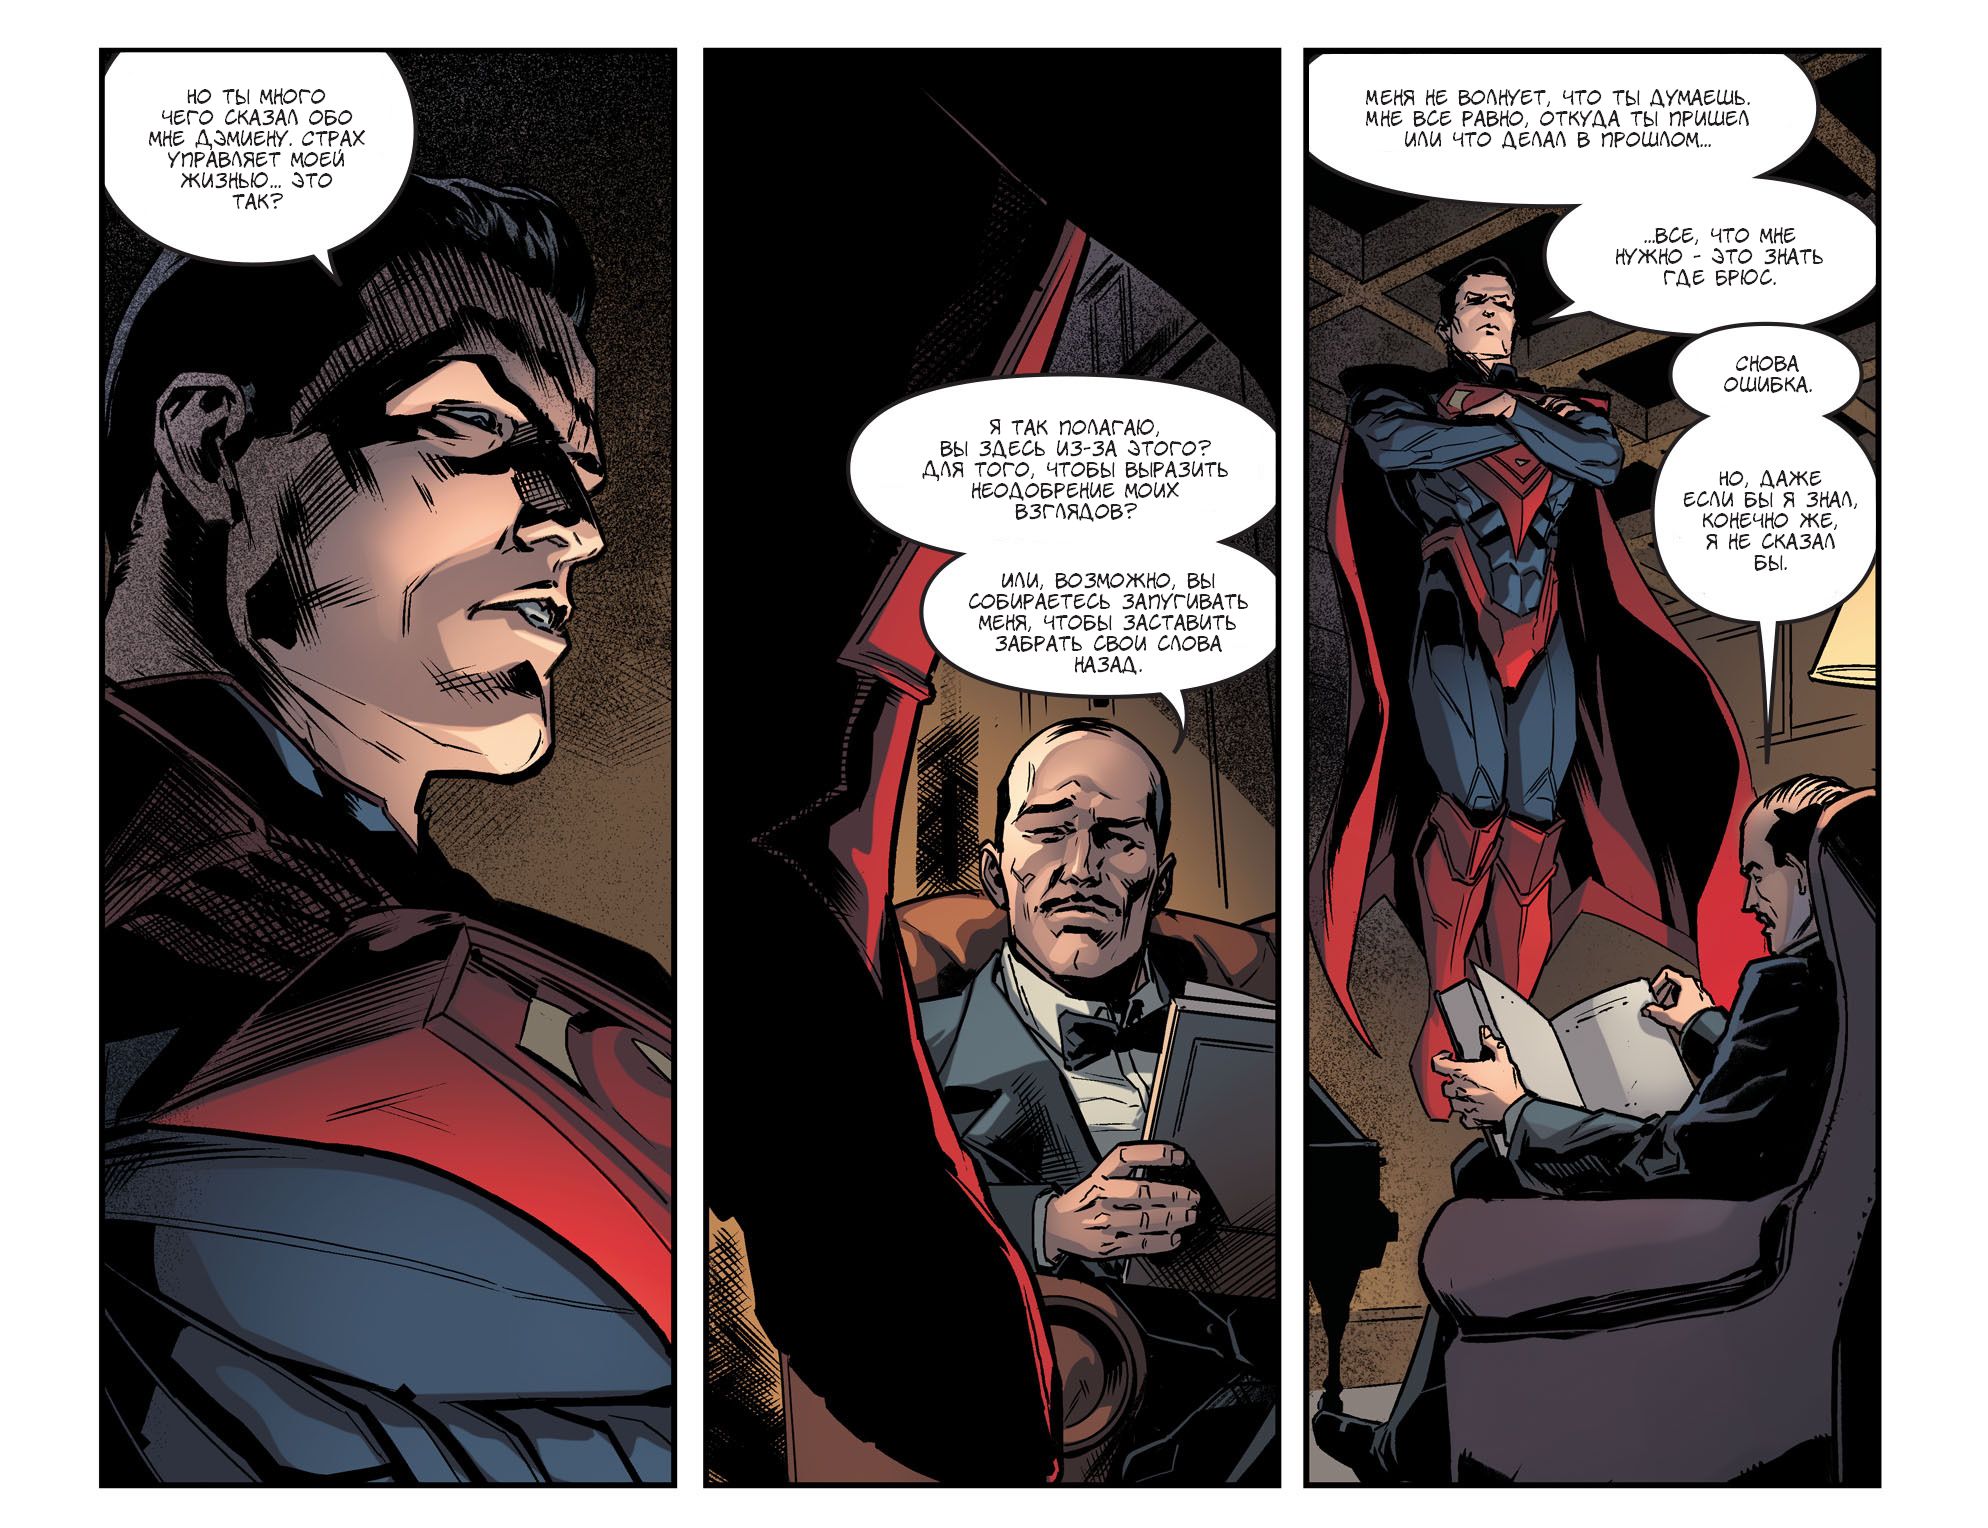 НО ТЫ МНОГО
ЧЕГО СКАЗАЛ ОБО
МНЕ ДЭМИЕНУ. СТРАХ
УПРАВЛЯЕТ МОЕЙ
ЖИЗНЬЮ... ЭТО
ТАК?
Я ТАК ПОЛАГАЮ,
ВЫ ЗДЕСЬ ИЗ-ЗА ЭТОГО?
ДЛЯ ТОГО, ЧТОБЫ ВЫРАЗИТЬ
НЕОДОБРЕНИЕ МОИХ
ВЗГЛЯДОВ?
ИЛИ, ВОЗМОЖНО, ВЫ
СОБИРАЕТЕСЬ ЗАПУГИВАТЬ
МЕНЯ, ЧТОБЫ ЗАСТАВИТЬ
ЗАБРАТЬ СВОИ СЛОВА
НАЗАД.
МЕНЯ НЕ ВОЛНУЕТ, ЧТО ТЫ ДУМАЕШЬ.
МНЕ ВСЕ РАВНО, ОТКУДА ТЫ ПРИШЕЛ
ИЛИ ЧТО ДЕЛАЛ В ПРОШЛОМ...
...ВСЕ, ЧТО МНЕ
НУЖНО - ЭТО ЗНАТЬ
ГДЕ БРЮС.
СНОВА
ОШИБКА.
НО, ДАЖЕ
ЕСЛИ БЫ Я ЗНАЛ,
КОНЕЧНО ЖЕ,
Я НЕ СКАЗАЛ
БЫ.